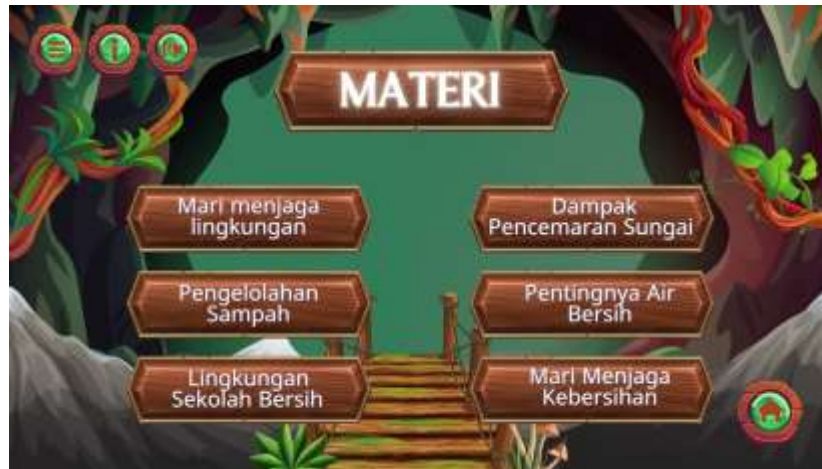 MATERI
Mari menjaga
lingkungan
Dampak
Pencemaran Sungai
Pengelolahan
Sampah
Pentingnya Air
Bersih
Lingkungan
Sekolah Bersih
Mari Menjaga
Kebersihan